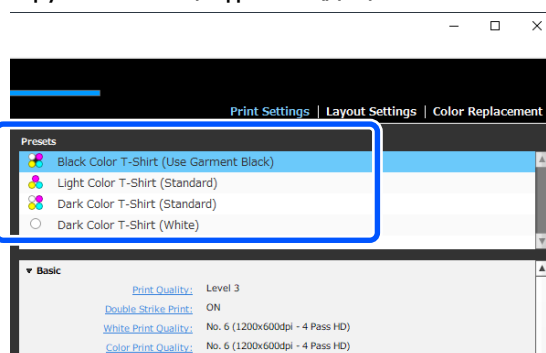 Print Settings | Layout Settings | Color Replacement
Presets
Black Color T-Shirt (Use Garment Black)
Light Color T-Shirt (Standard)
Dark Color T-Shirt (Standard)
Dark Color T-Shirt (White)
Basic
Print Quality: Level 3
Double Strike Print: ON
White Print Quality: No. 6 (1200x600dpi - 4 Pass HD)
Color Print Quality: No. 6 (1200x600dpi - 4 Pass HD)